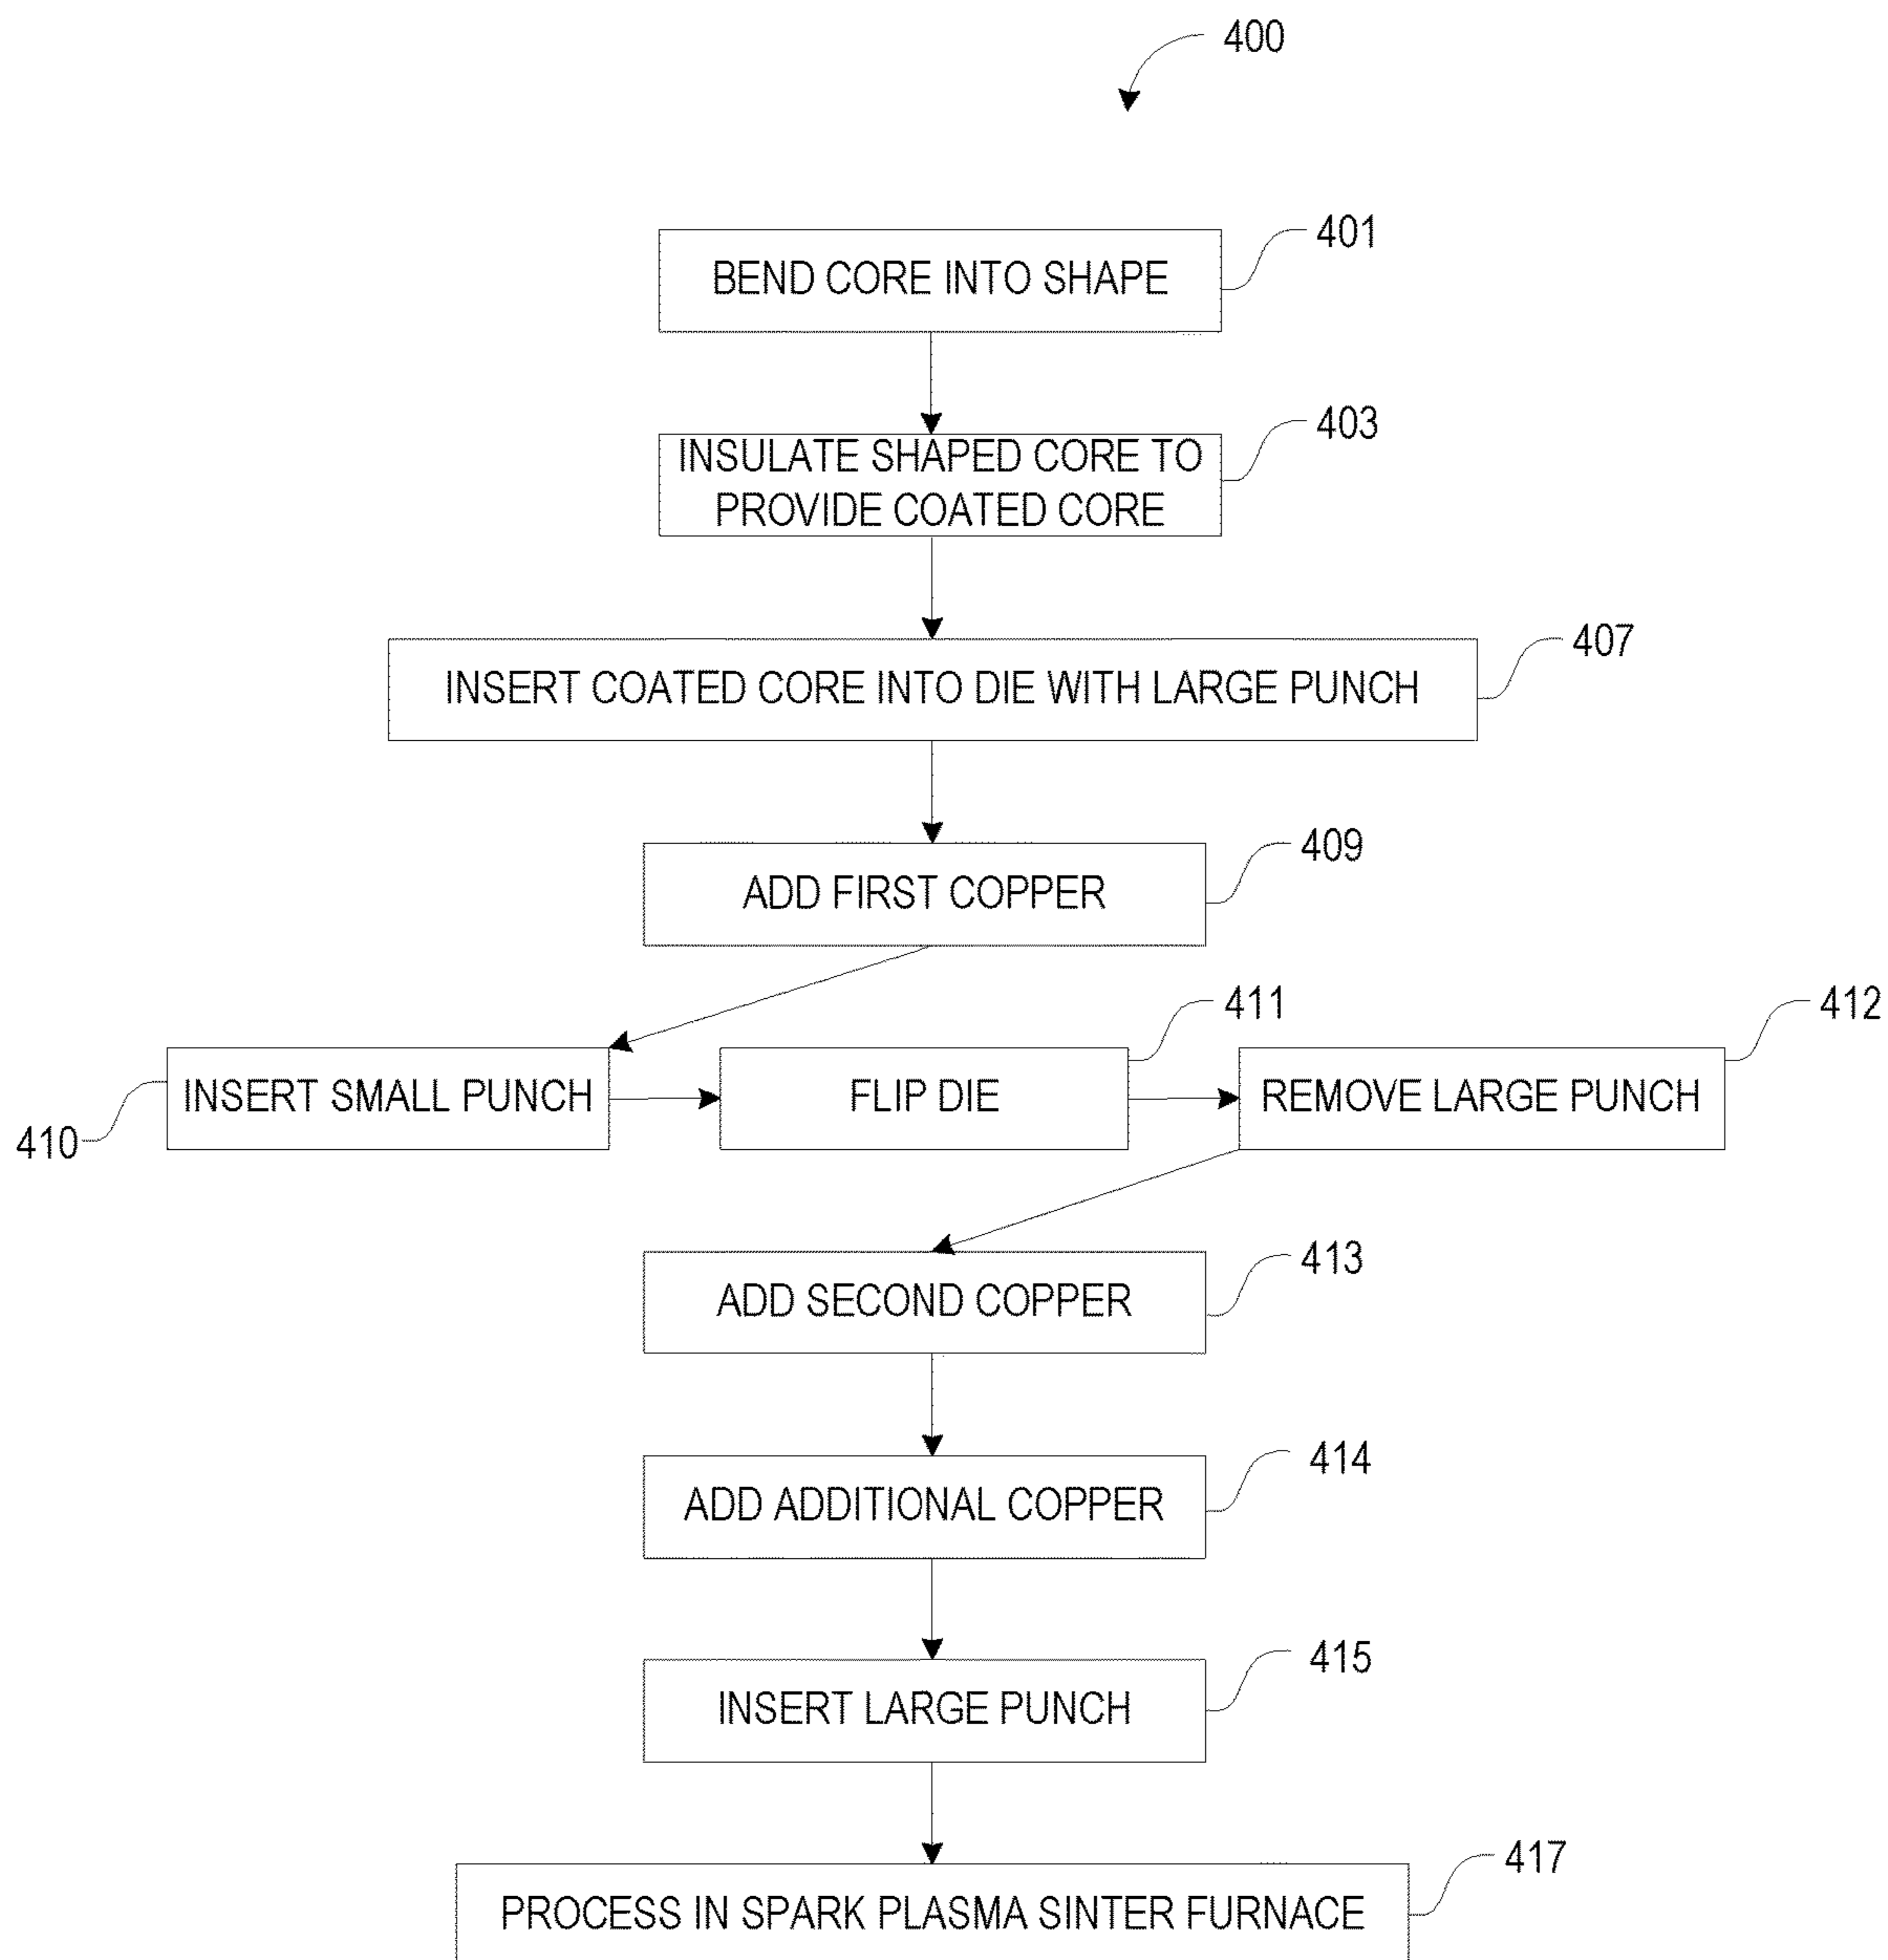 400
401
BEND CORE INTO SHAPE
403
INSULATE SHAPED CORE TO
PROVIDE COATED CORE
407
INSERT COATED CORE INTO DIE WITH LARGE PUNCH
409
ADD FIRST COPPER
410
INSERT SMALL PUNCH
411
FLIP DIE
412
REMOVE LARGE PUNCH
413
ADD SECOND COPPER
414
ADD ADDITIONAL COPPER
415
INSERT LARGE PUNCH
417
PROCESS IN SPARK PLASMA SINTER FURNACE